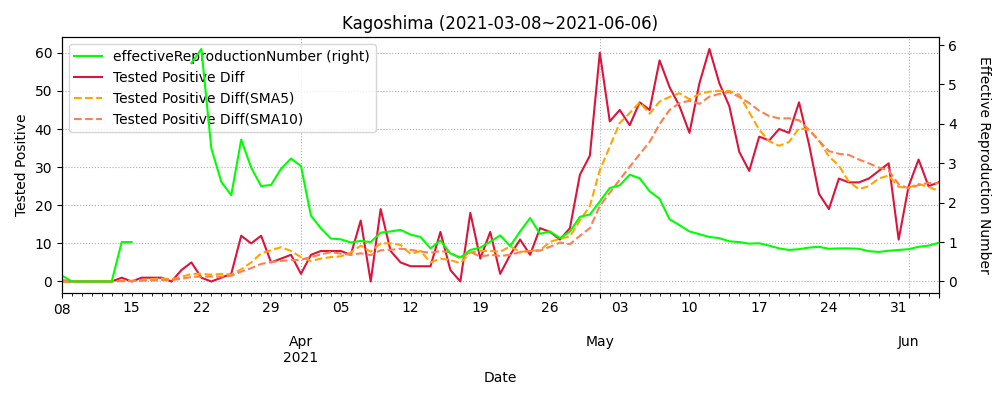 Kagoshima (2021-03-08~2021-06-06)
effectiveReproductionNumber (right)
Tested Positive Diff
Tested Positive Diff(SMA5)
Tested Positive Diff(SMA10)
Tested Positive
60
50
40
30
20
10
0
6
5
4
3
2
1
0
Effective Reproduction Number
08 15 22 29 05 12 19 26 03 10 17 24 31
Apr May Jun
2021
Date